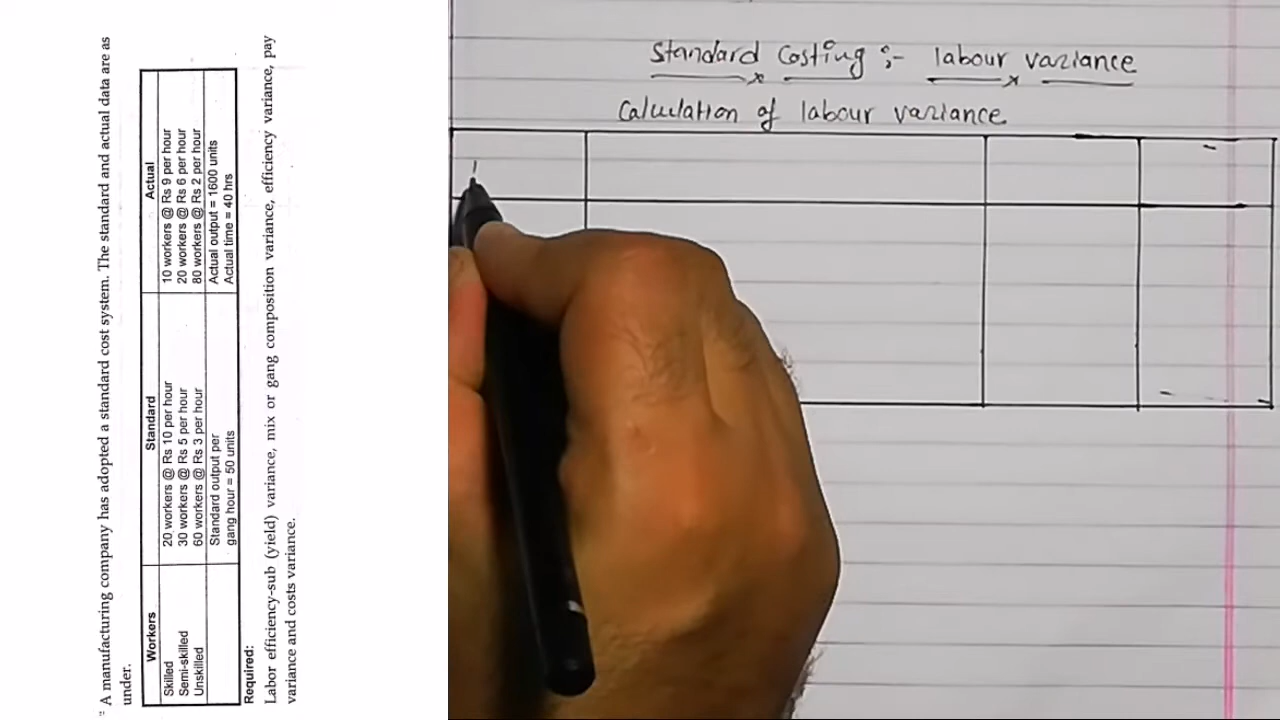 A manufacturing company has adopted a standard cost system. The standard and actual data are as
under.
Workers Standard Actual
Skilled 20 workers @ Rs 10 per hour 10 workers @ Rs 9 per hour
Semi-skilled 30 workers @ Rs 5 per hour 20 workers @ Rs 6 per hour
Unskilled 60 workers @ Rs 3 per hour 80 workers @ Rs 2 per hour
Standard output per Actual output = 1600 units
gang hour = 50 units Actual time = 40 hrs
Required:
Labor efficiency-sub (yield) variance, mix or gang composition variance, efficiency variance, pay
variance and costs variance.
Standard Costing :- labour variance
Calculation of labour variance